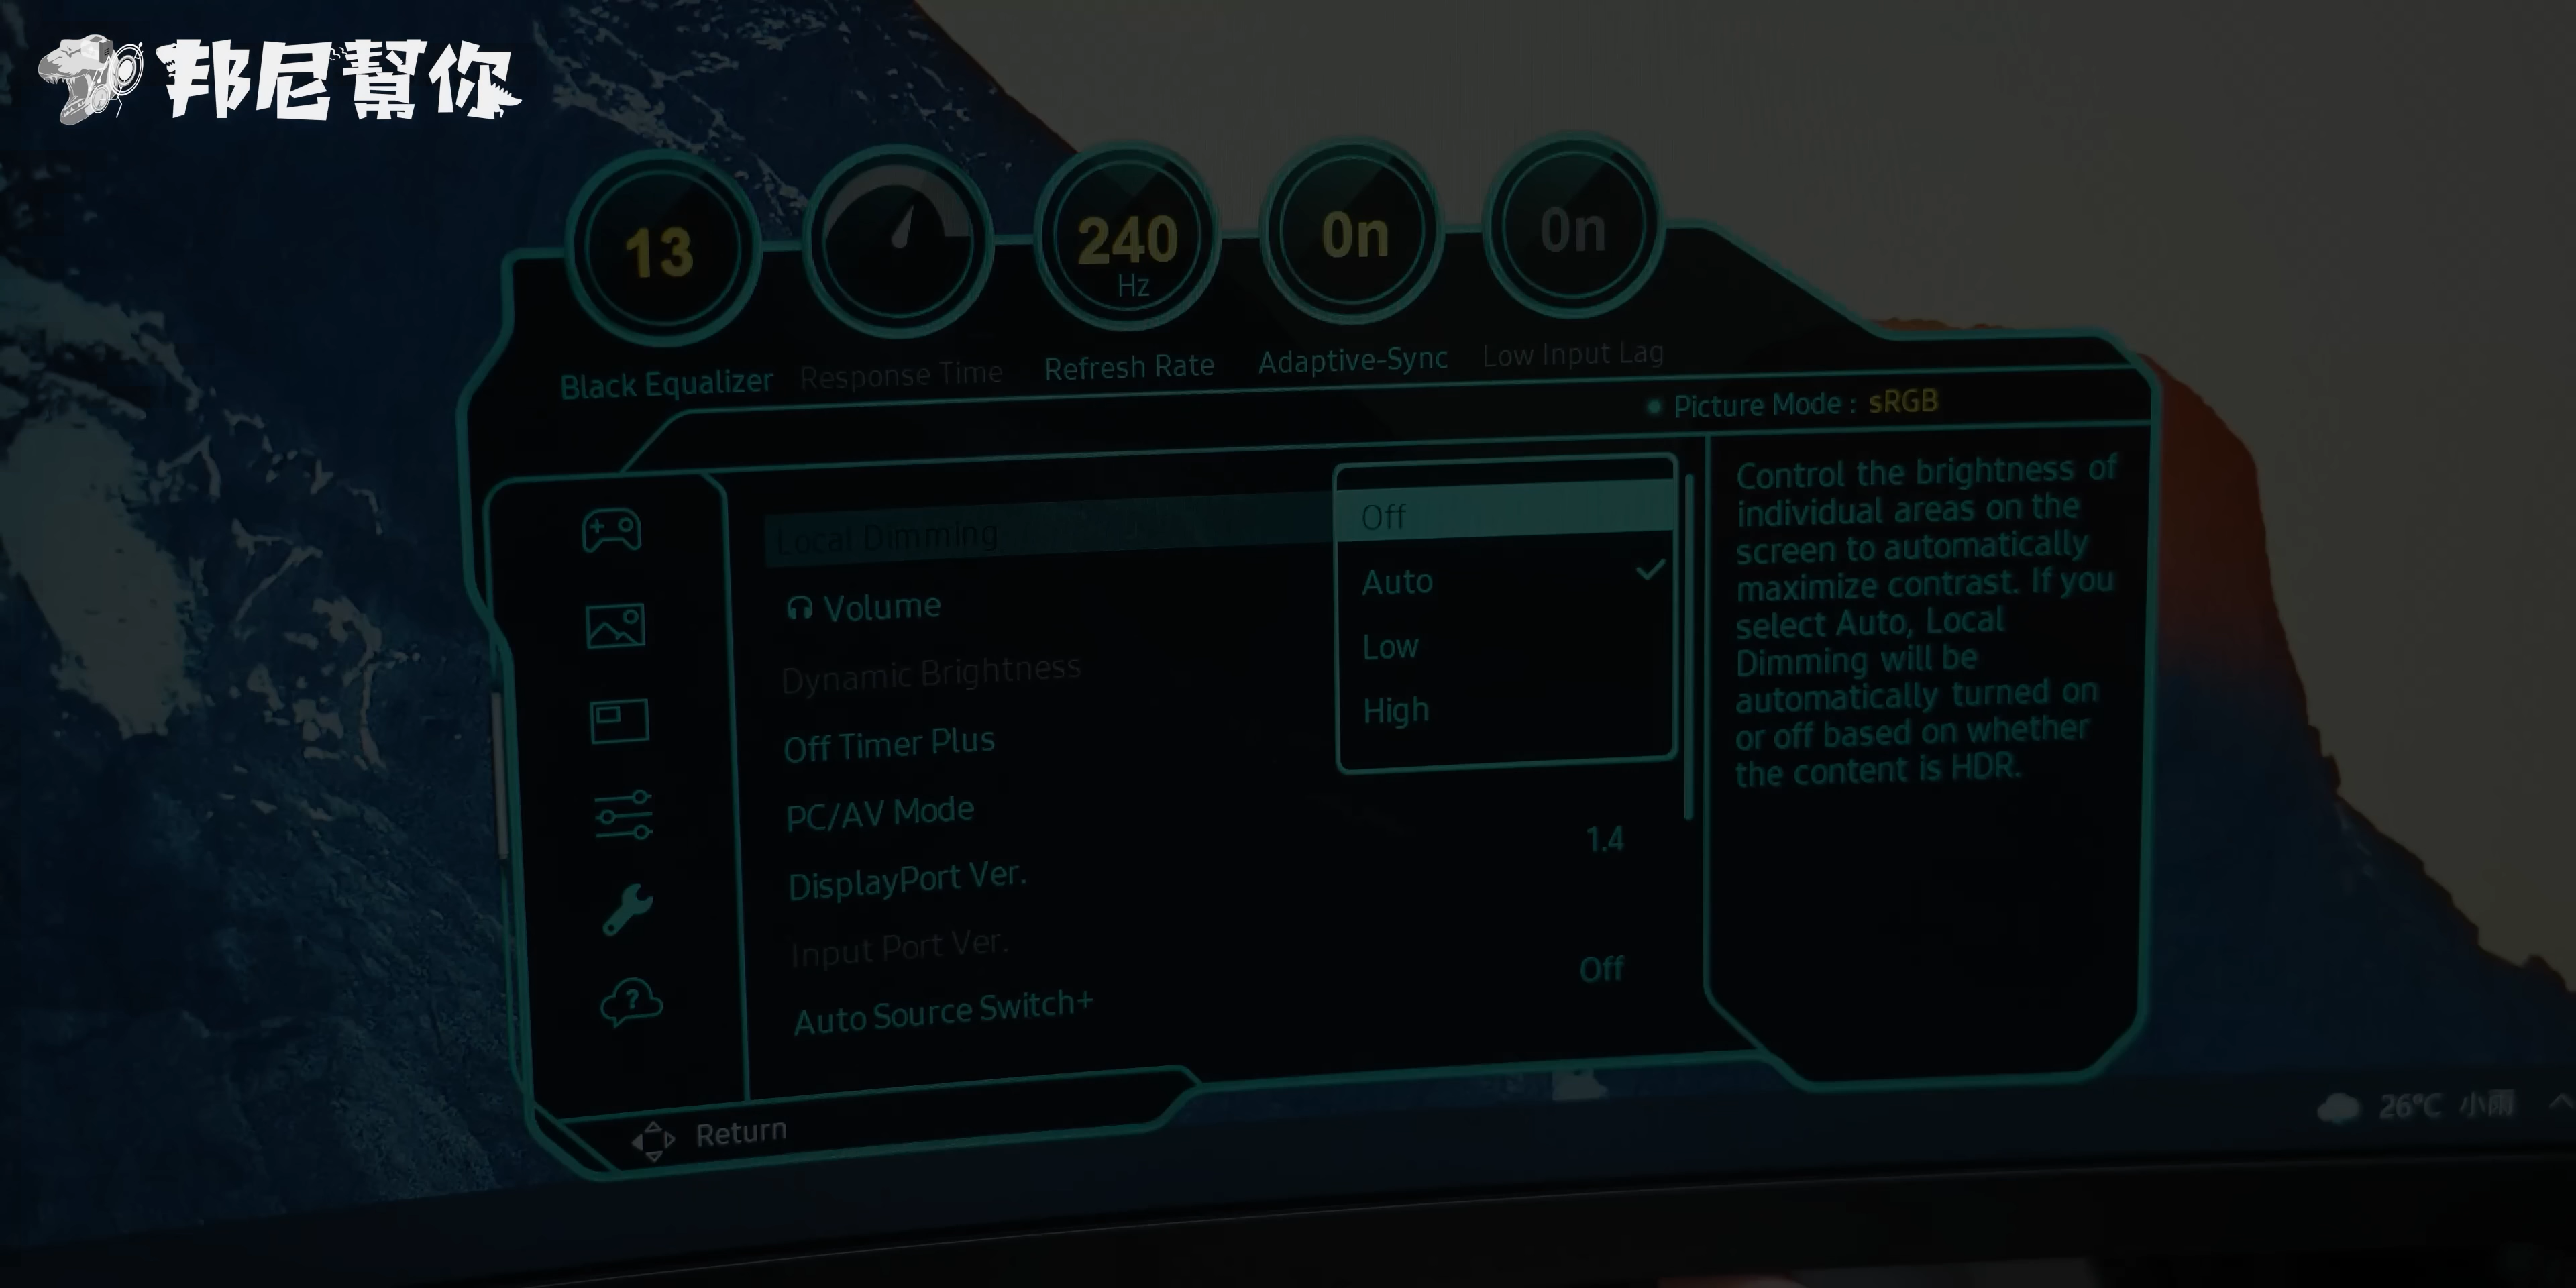 邦尼幫你
13
240
Hz
0n
0n
Black Equalizer
Response Time
Refresh Rate
Adaptive-Sync
Low Input Lag
Picture Mode : sRGB
Local Dimming
Volume
Dynamic Brightness
Off Timer Plus
PC/AV Mode
DisplayPort Ver.
1.4
Input Port Ver.
Auto Source Switch+
Off
Off
Auto
Low
High
Control the brightness of
individual areas on the
screen to automatically
maximize contrast. If you
select Auto, Local
Dimming will be
automatically turned on
or off based on whether
the content is HDR.
Return
26°C 小雨